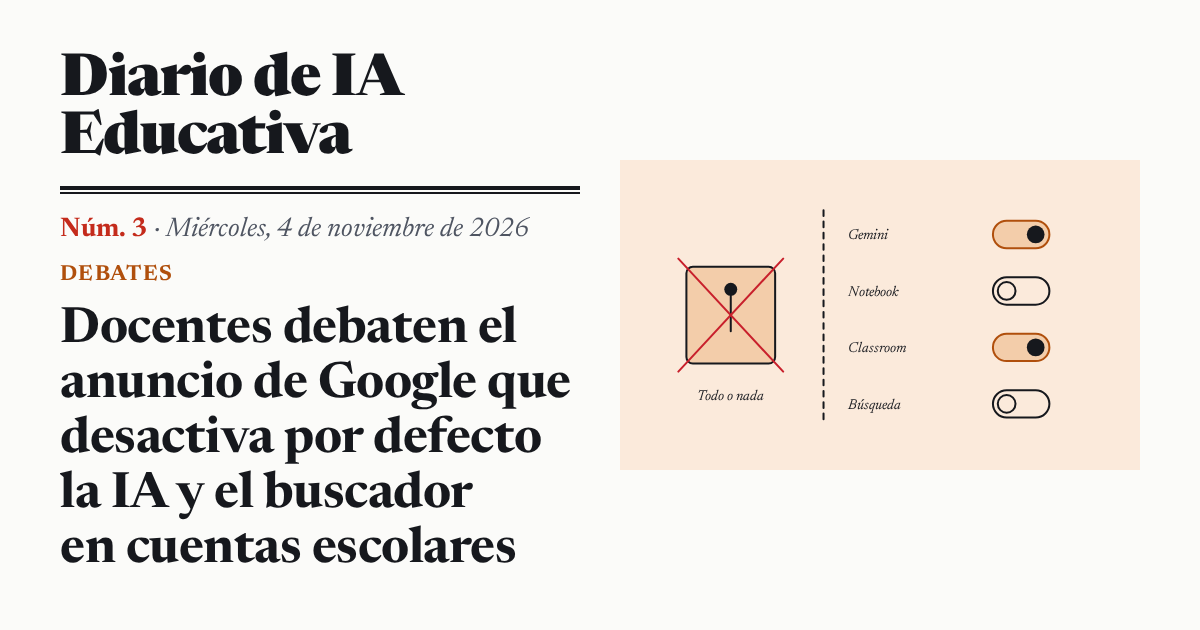 Diario de IA
Educativa
Núm. 3 · Miércoles, 4 de noviembre de 2026
DEBATES
Docentes debaten el
anuncio de Google que
desactiva por defecto
la IA y el buscador
en cuentas escolares
Todo o nada
Gemini
Notebook
Classroom
Búsqueda